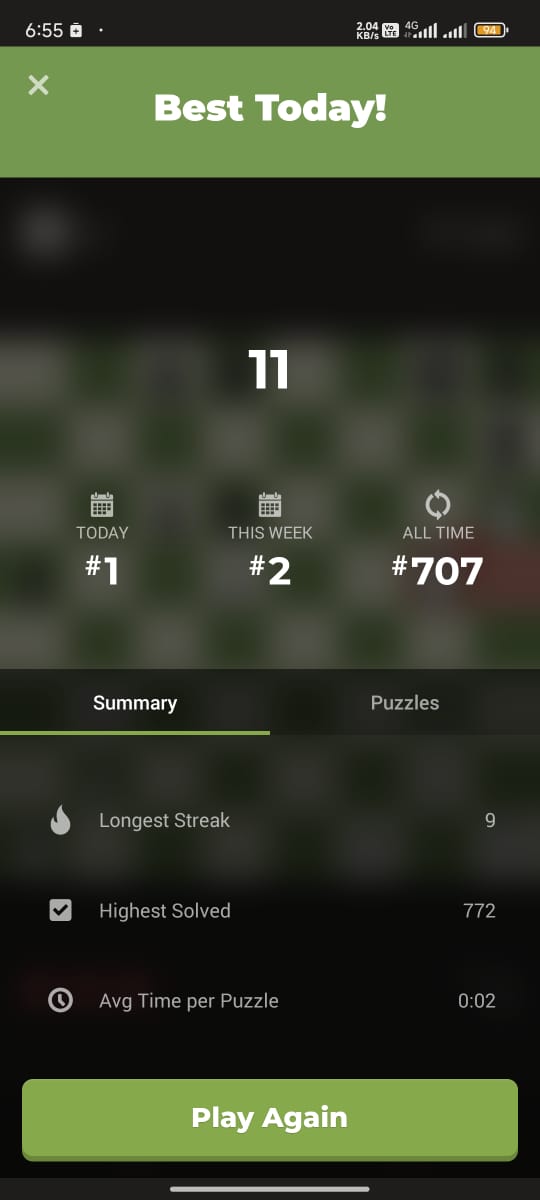 6:55
2.04 KB/s
Vo LTE
4G
94
Best Today!
11
TODAY
#1
THIS WEEK
#2
ALL TIME
#707
Summary
Puzzles
Longest Streak 9
Highest Solved 772
Avg Time per Puzzle 0:02
Play Again